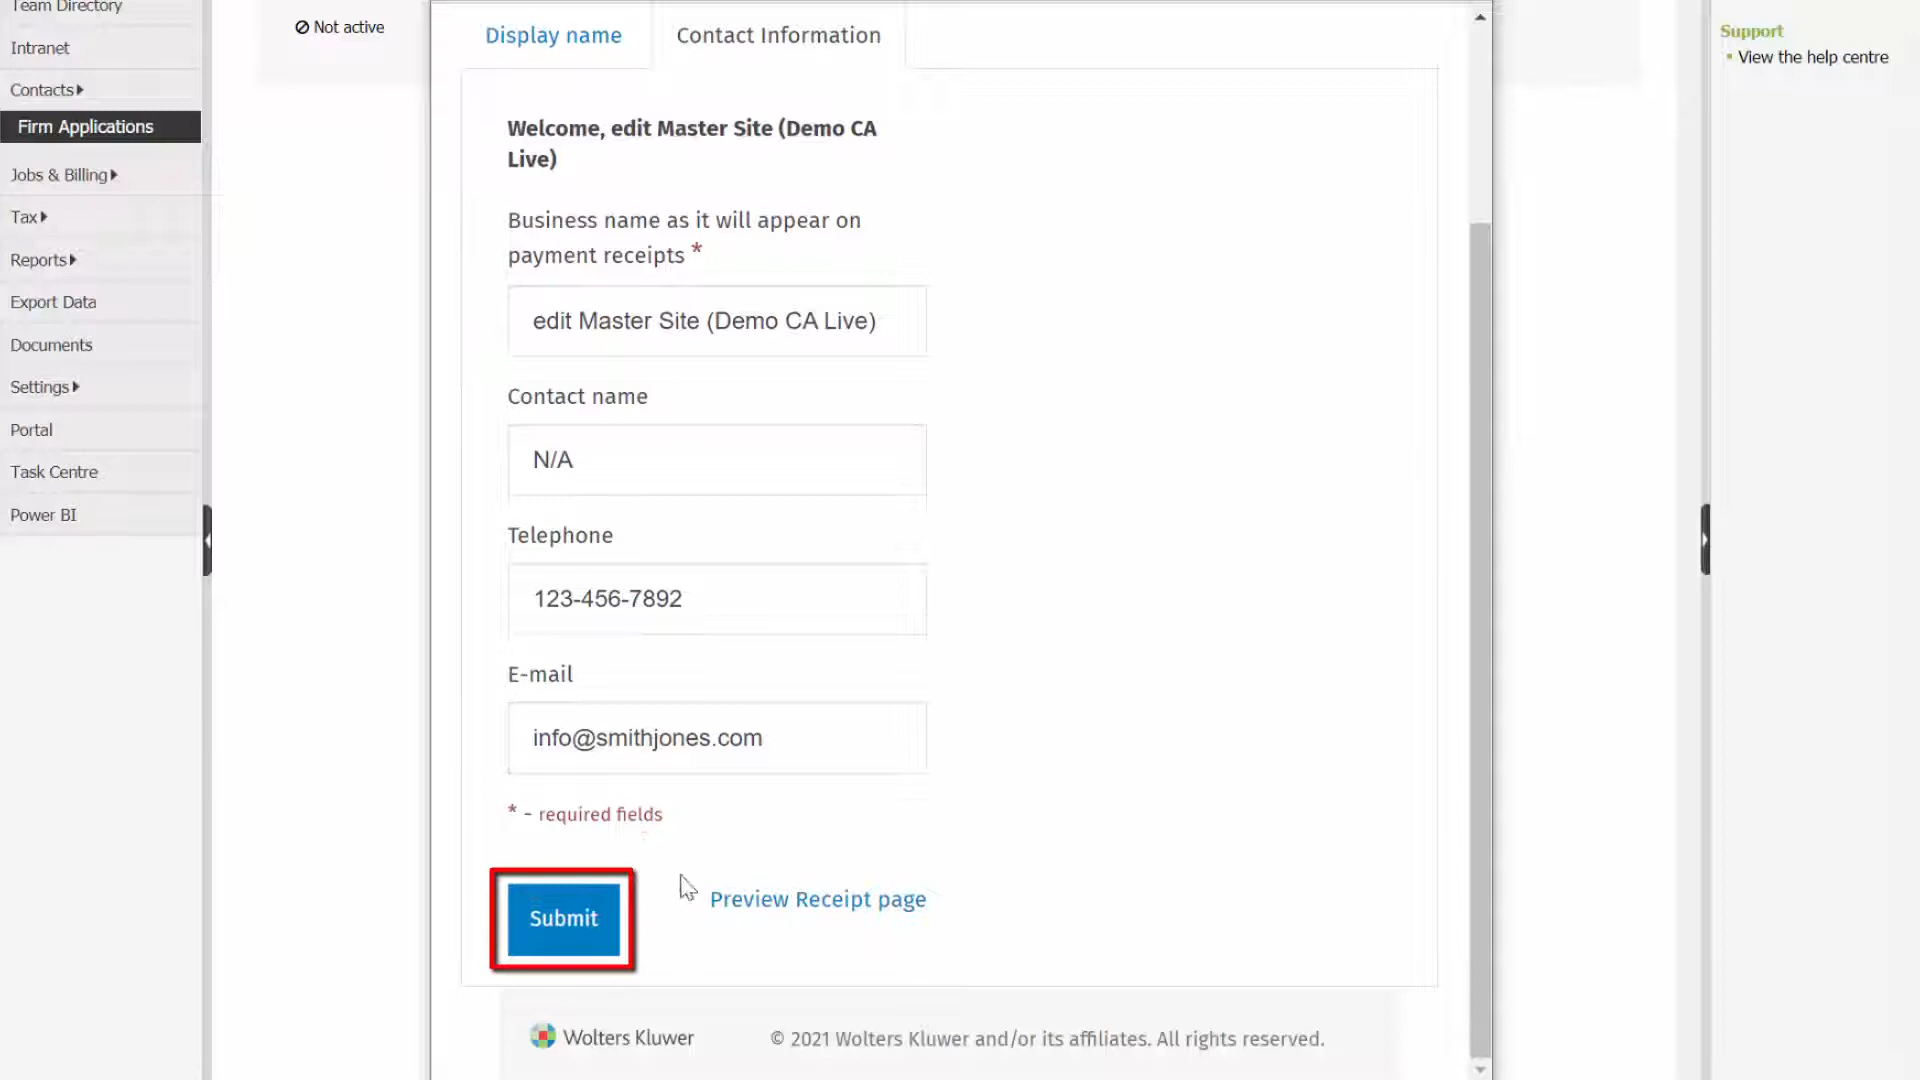 Team Directory
Intranet
Contacts
Firm Applications
Jobs & Billing
Tax
Reports
Export Data
Documents
Settings
Portal
Task Centre
Power BI
Not active
Display name
Contact Information
Welcome, edit Master Site (Demo CA
Live)
Business name as it will appear on
payment receipts *
edit Master Site (Demo CA Live)
Contact name
N/A
Telephone
123-456-7892
E-mail
info@smithjones.com
* - required fields
Submit
Preview Receipt page
Wolters Kluwer
© 2021 Wolters Kluwer and/or its affiliates. All rights reserved.
Support
View the help centre